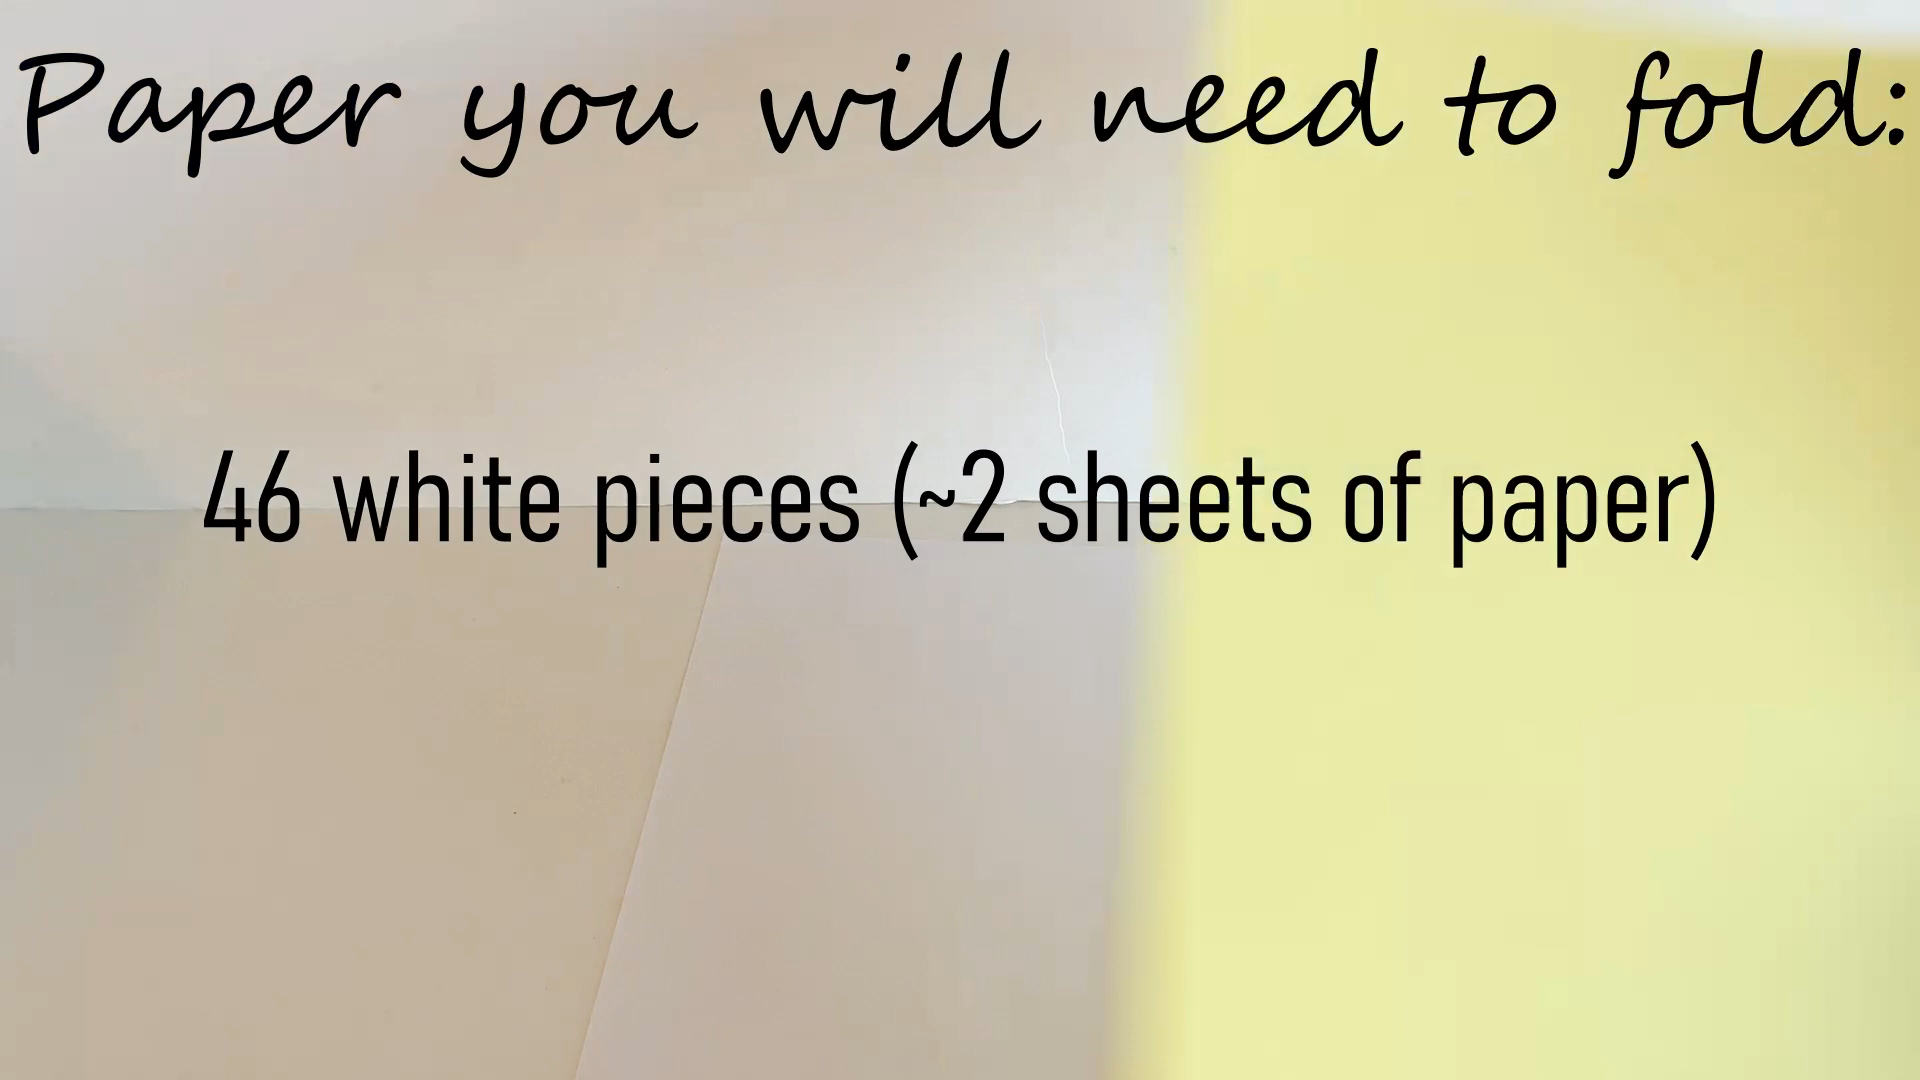 Paper you will need to fold:
46 white pieces (~2 sheets of paper)